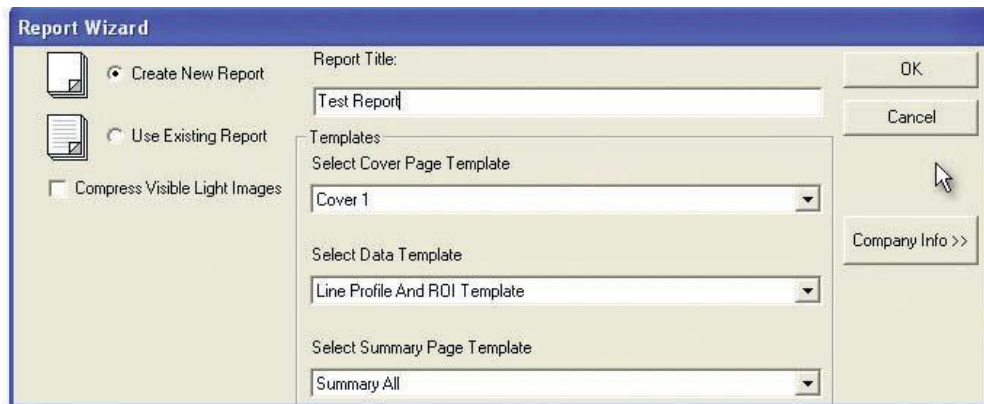 Report Wizard
Create New Report
Use Existing Report
Compress Visible Light Images
Report Title:
Test Report
Templates
Select Cover Page Template
Cover 1
Select Data Template
Line Profile And ROI Template
Select Summary Page Template
Summary All
OK
Cancel
Company Info >>